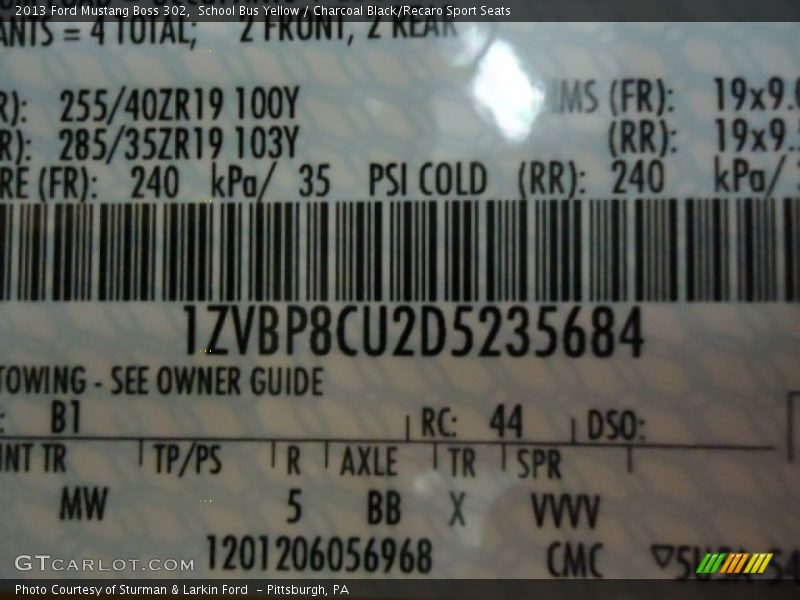 2013 Ford Mustang Boss 302, School Bus Yellow / Charcoal Black/Recaro Sport Seats
ANTS = 4 TOTAL; 2 FRONT, 2 REAR
R): 255/40ZR19 100Y IMS (FR): 19x9.
R): 285/35ZR19 103Y (RR): 19x9.
RE (FR): 240 kPa/ 35 PSI COLD (RR): 240 kPa/
1ZVBP8CU2D5235684
TOWING - SEE OWNER GUIDE
: B1 RC: 44 DSO:
INT TR TP/PS R AXLE TR SPR
MW 5 BB X VVVV
1201206056968 CMC
GTCARLOT.COM
Photo Courtesy of Sturman & Larkin Ford - Pittsburgh, PA